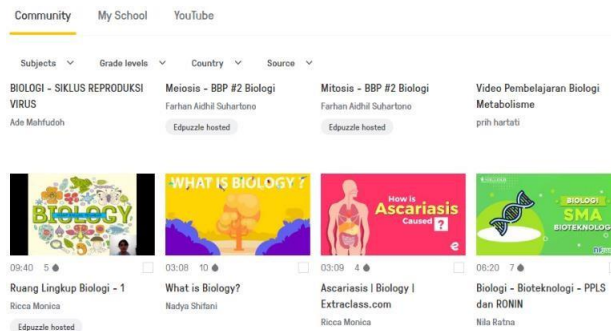 Community My School YouTube
Subjects Grade levels Country Source
BIOLOGI - SIKLUS REPRODUKSI
VIRUS
Ade Mahfudoh
Meiosis - BBP #2 Biologi
Farhan Aidhil Suhartono
Edpuzzle hosted
Mitosis - BBP #2 Biologi
Farhan Aidhil Suhartono
Edpuzzle hosted
Video Pembelajaran Biologi
Metabolisme
prih hartati
BIOLOGY
09:40 5
Ruang Lingkup Biologi - 1
Ricca Monica
Edpuzzle hosted
WHAT IS BIOLOGY ?
03:08 10
What is Biology?
Nadya Shifani
How is
Ascariasis
Caused ?
e
03:09 4
Ascariasis | Biology |
Extraclass.com
Ricca Monica
BIOLOGI
SMA
BIOTEKNOLOGI
06:20 7
Biologi - Bioteknologi - PPLS
dan RONIN
Nila Ratna